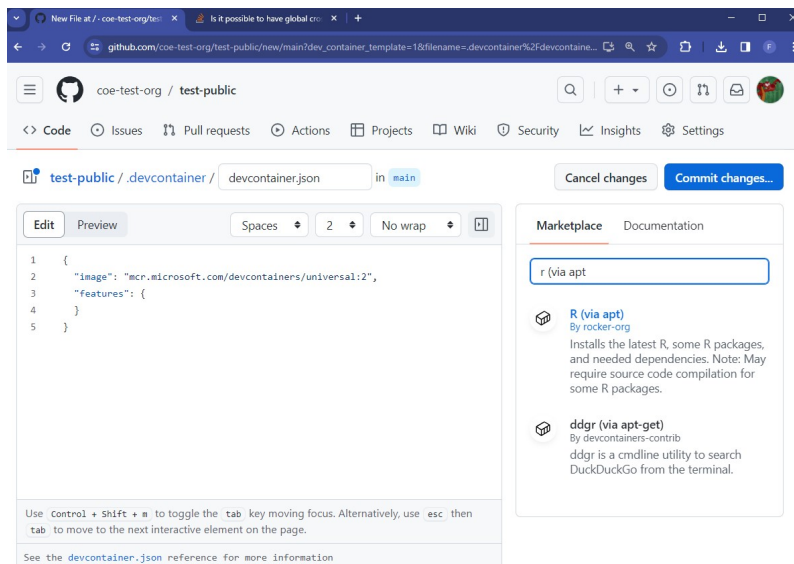 New File at / · coe-test-org/test
Is it possible to have global cro
github.com/coe-test-org/test-public/new/main?dev_container_template=1&filename=.devcontainer%2Fdevcontaine...
F
coe-test-org / test-public
Code
Issues
Pull requests
Actions
Projects
Wiki
Security
Insights
Settings
test-public / .devcontainer / devcontainer.json in main
Cancel changes
Commit changes...
Edit
Preview
Spaces
2
No wrap
Marketplace
Documentation
r (via apt
1 {
2 "image": "mcr.microsoft.com/devcontainers/universal:2",
3 "features": {
4 }
5 }
R (via apt)
By rocker-org
Installs the latest R, some R packages,
and needed dependencies. Note: May
require source code compilation for
some R packages.
ddgr (via apt-get)
By devcontainers-contrib
ddgr is a cmdline utility to search
DuckDuckGo from the terminal.
Use Control + Shift + m to toggle the tab key moving focus. Alternatively, use esc then
tab to move to the next interactive element on the page.
See the devcontainer.json reference for more information